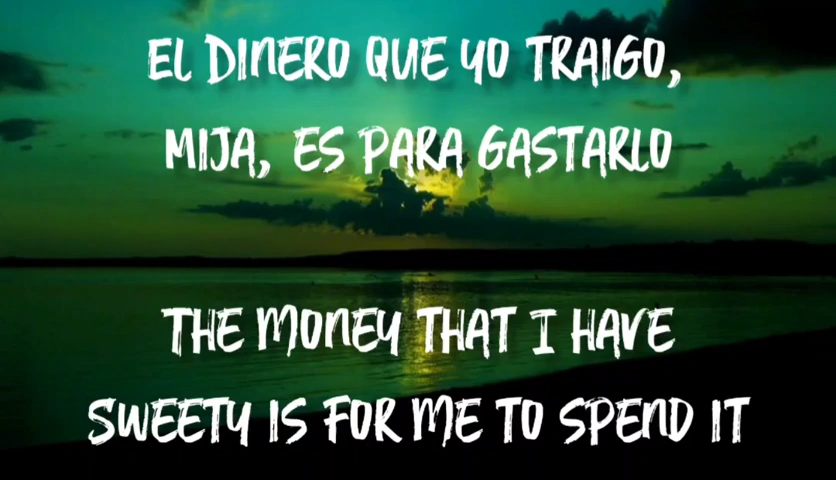 EL DINERO QUE YO TRAIGO,
MIJA, ES PARA GASTARLO
THE MONEY THAT I HAVE
SWEETY IS FOR ME TO SPEND IT